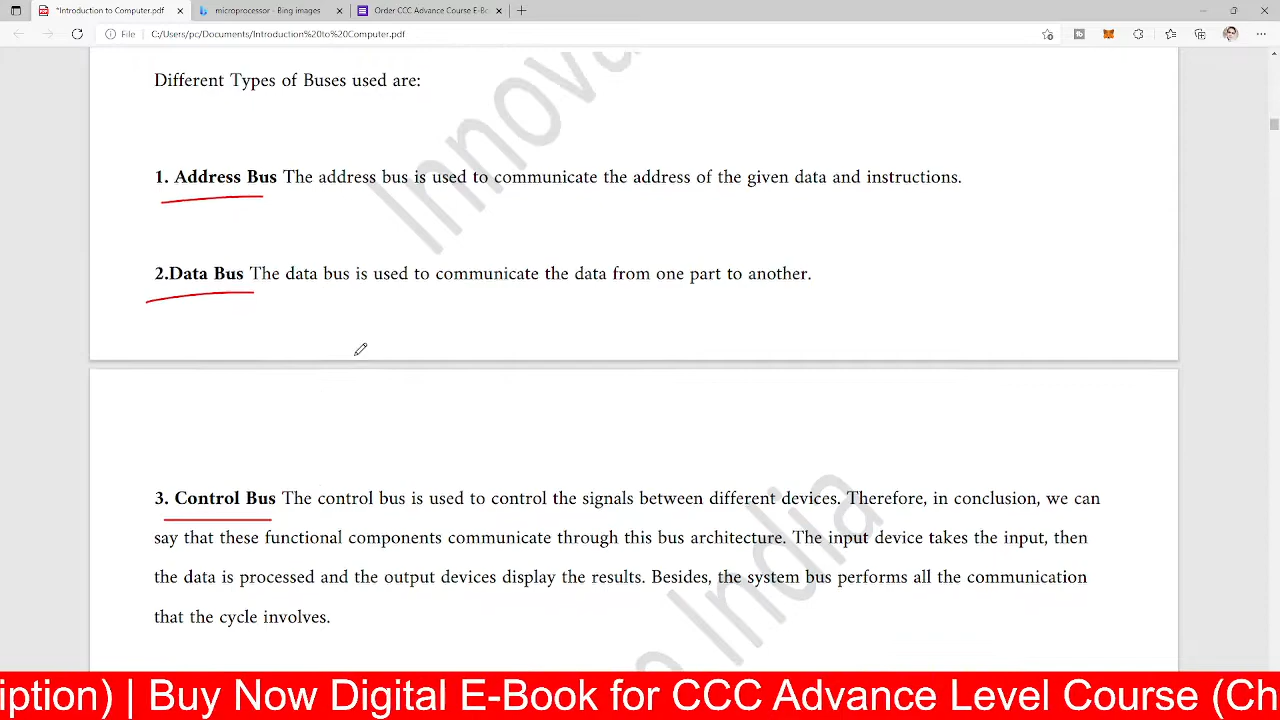 *Introduction to Computer.pdf
microprocessor - Bing images
Order CCC Advance Course E-Bo
File
C:/Users/pc/Documents/Introduction%20to%20Computer.pdf
Different Types of Buses used are:
1. Address Bus The address bus is used to communicate the address of the given data and instructions.
2.Data Bus The data bus is used to communicate the data from one part to another.
3. Control Bus The control bus is used to control the signals between different devices. Therefore, in conclusion, we can
say that these functional components communicate through this bus architecture. The input device takes the input, then
the data is processed and the output devices display the results. Besides, the system bus performs all the communication
that the cycle involves.
Innova
India
iption) | Buy Now Digital E-Book for CCC Advance Level Course (Ch